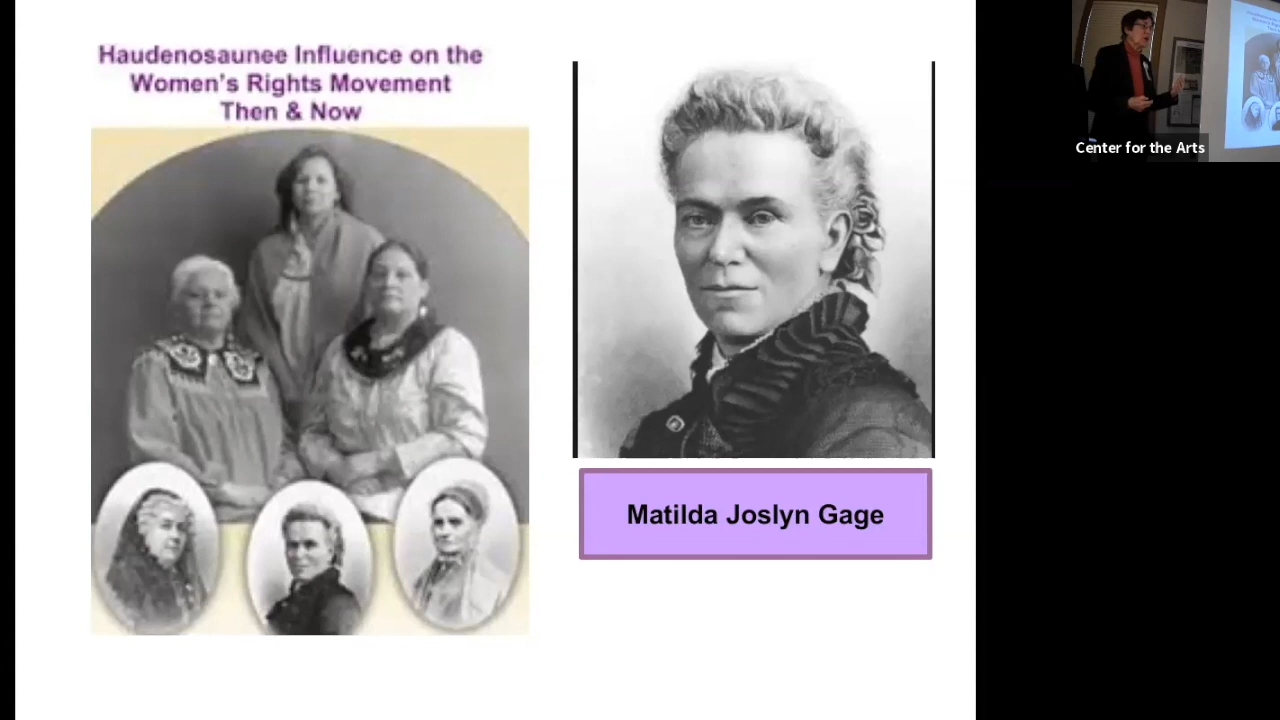 Haudenosaunee Influence on the
Women's Rights Movement
Then & Now
Matilda Joslyn Gage
Center for the Arts